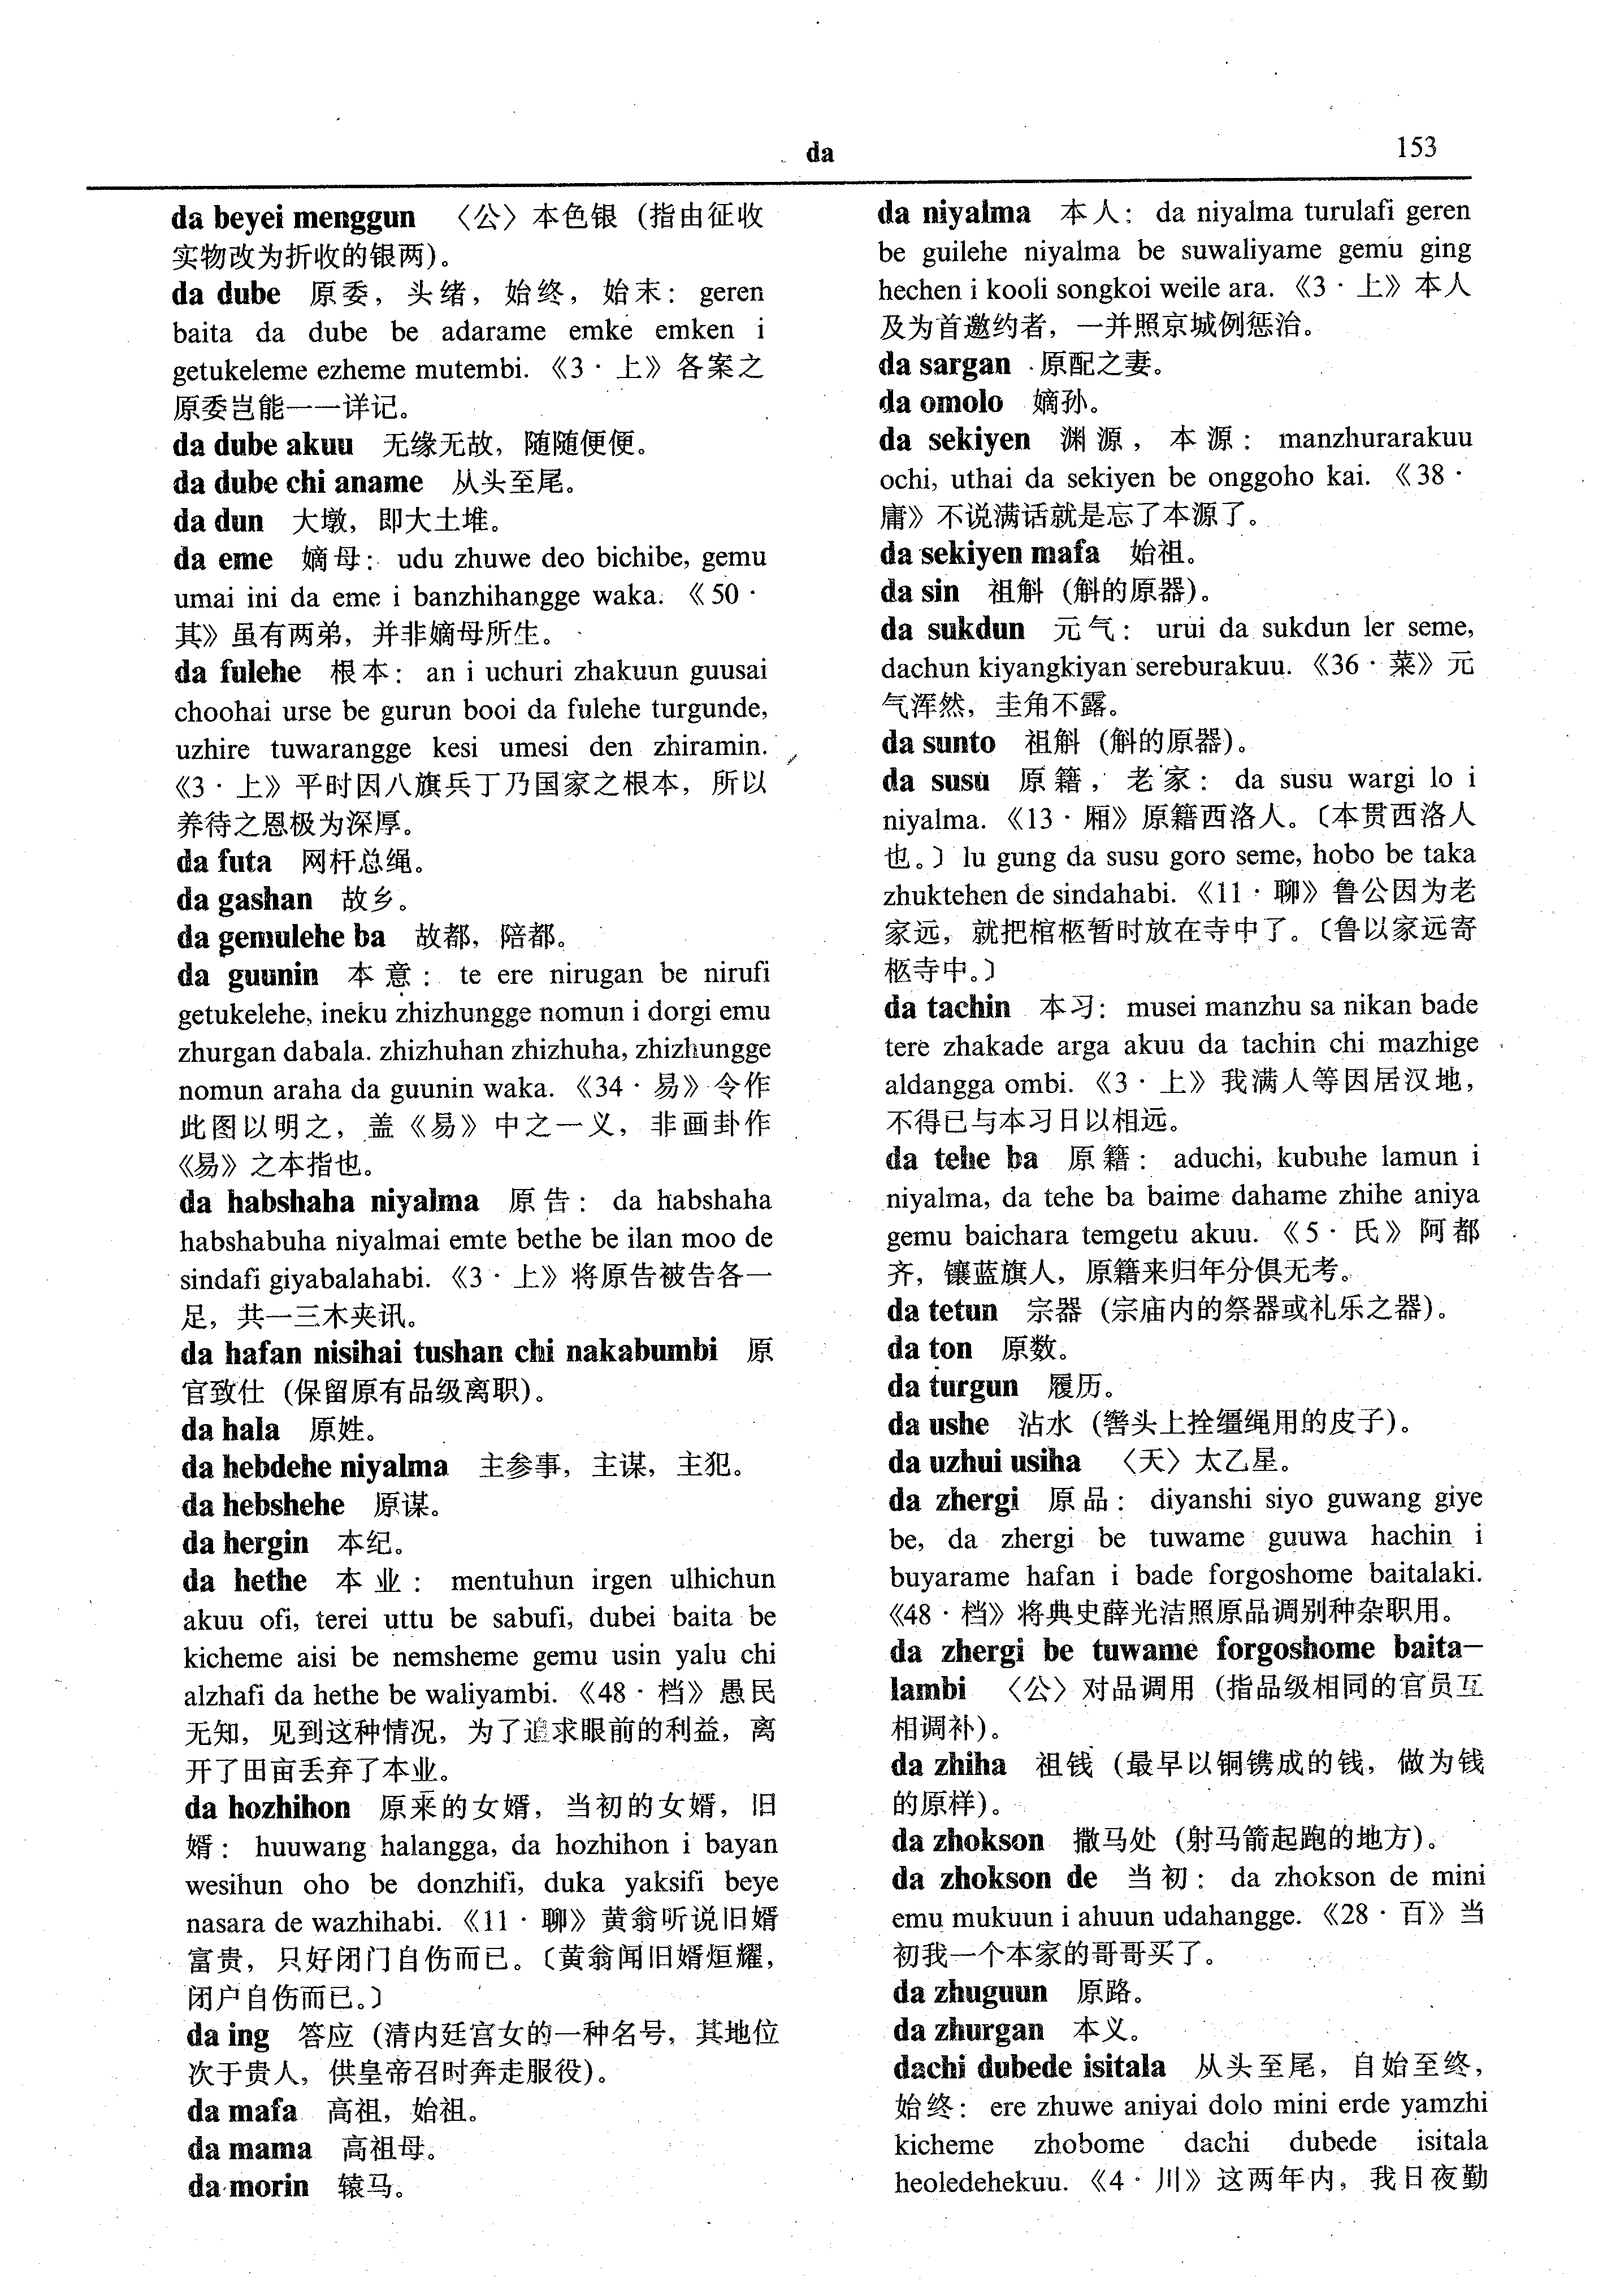 da
153
da beyei menggun 〈公〉本色银（指由征收
实物改为折收的银两）。
da dube 原委，头绪，始终，始末：geren
baita da dube be adarame emke emken i
getukeleme ezheme mutembi.《3·上》各案之
原委岂能一一详记。
da dube akuu 无缘无故，随随便便。
da dube chi aname 从头至尾。
da dun 大墩，即大土堆。
da eme 嫡母：udu zhuwe deo bichibe, gemu
umai ini da eme i banzhihangge waka.《50·
其》虽有两弟，并非嫡母所生。
da fulehe 根本：an i uchuri zhakuun guusai
choohai urse be gurun booi da fulehe turgunde,
uzhire tuwarangge kesi umesi den zhiramin.
《3·上》平时因八旗兵丁乃国家之根本，所以
养待之恩极为深厚。
da futa 网杆总绳。
da gashan 故乡。
da gemulehe ba 故都，陪都。
da guunin 本意：te ere nirugan be nirufi
getukelehe, ineku zhizhungge nomun i dorgi emu
zhurgan dabala. zhizhuhan zhizhuha, zhizhungge
nomun araha da guunin waka.《34·易》令作
此图以明之，盖《易》中之一义，非画卦作
《易》之本指也。
da habshaha niyalma 原告：da habshaha
habshabuha niyalmai emte bethe be ilan moo de
sindafi giyabalahabi.《3·上》将原告被告各一
足，共一三木夹讯。
da hafan nisihai tushan chi nakabumbi 原
官致仕（保留原有品级离职）。
da hala 原姓。
da hebdehe niyalma 主参事，主谋，主犯。
da hebshehe 原谋。
da hergin 本纪。
da hethe 本业：mentuhun irgen ulhichun
akuu ofi, terei uttu be sabufi, dubei baita be
kicheme aisi be nemsheme gemu usin yalu chi
alzhafi da hethe be waliyambi.《48·档》愚民
无知，见到这种情况，为了追求眼前的利益，离
开了田亩丢弃了本业。
da hozhihon 原来的女婿，当初的女婿，旧
婿：huuwang halangga, da hozhihon i bayan
wesihun oho be donzhifi, duka yaksifi beye
nasara de wazhihabi.《11·聊》黄翁听说旧婿
富贵，只好闭门自伤而已。〔黄翁闻旧婿烜耀，
闭户自伤而已。〕
da ing 答应（清内廷宫女的一种名号，其地位
次于贵人，供皇帝召时奔走服役）。
da mafa 高祖，始祖。
da mama 高祖母。
da morin 辕马。
da niyalma 本人：da niyalma turulafi geren
be guilehe niyalma be suwaliyame gemu ging
hechen i kooli songkoi weile ara.《3·上》本人
及为首邀约者，一并照京城例惩治。
da sargan 原配之妻。
da omolo 嫡孙。
da sekiyen 渊源，本源：manzhurarakuu
ochi, uthai da sekiyen be onggoho kai.《38·
庸》不说满话就是忘了本源了。
da sekiyen mafa 始祖。
da sin 祖斛（斛的原器）。
da sukdun 元气：urui da sukdun ler seme,
dachun kiyangkiyan sereburakuu.《36·菜》元
气浑然，圭角不露。
da sunto 祖斛（斛的原器）。
da susu 原籍，老家：da susu wargi lo i
niyalma.《13·厢》原籍西洛人。〔本贯西洛人
也。〕lu gung da susu goro seme, hobo be taka
zhuktehen de sindahabi.《11·聊》鲁公因为老
家远，就把棺柩暂时放在寺中了。〔鲁以家远寄
柩寺中。〕
da tachin 本习：musei manzhu sa nikan bade
tere zhakade arga akuu da tachin chi mazhige
aldangga ombi.《3·上》我满人等因居汉地，
不得已与本习日以相远。
da tehe ba 原籍：aduchi, kubuhe lamun i
niyalma, da tehe ba baime dahame zhihe aniya
gemu baichara temgetu akuu.《5·氏》阿都
齐，镶蓝旗人，原籍来归年分俱无考。
da tetun 宗器（宗庙内的祭器或礼乐之器）。
da ton 原数。
da turgun 履历。
da ushe 沾水（辔头上拴缰绳用的皮子）。
da uzhui usiha 〈天〉太乙星。
da zhergi 原品：diyanshi siyo guwang giye
be, da zhergi be tuwame guuwa hachin i
buyarame hafan i bade forgoshome baitalaki.
《48·档》将典史薛光洁照原品调别种杂职用。
da zhergi be tuwame forgoshome baita-
lambi 〈公〉对品调用（指品级相同的官员互
相调补）。
da zhiha 祖钱（最早以铜镌成的钱，做为钱
的原样）。
da zhokson 撒马处（射马箭起跑的地方）。
da zhokson de 当初：da zhokson de mini
emu mukuun i ahuun udahangge.《28·百》当
初我一个本家的哥哥买了。
da zhuguun 原路。
da zhurgan 本义。
dachi dubede isitala 从头至尾，自始至终，
始终：ere zhuwe aniyai dolo mini erde yamzhi
kicheme zhobome dachi dubede isitala
heoledehekuu.《4·川》这两年内，我日夜勤